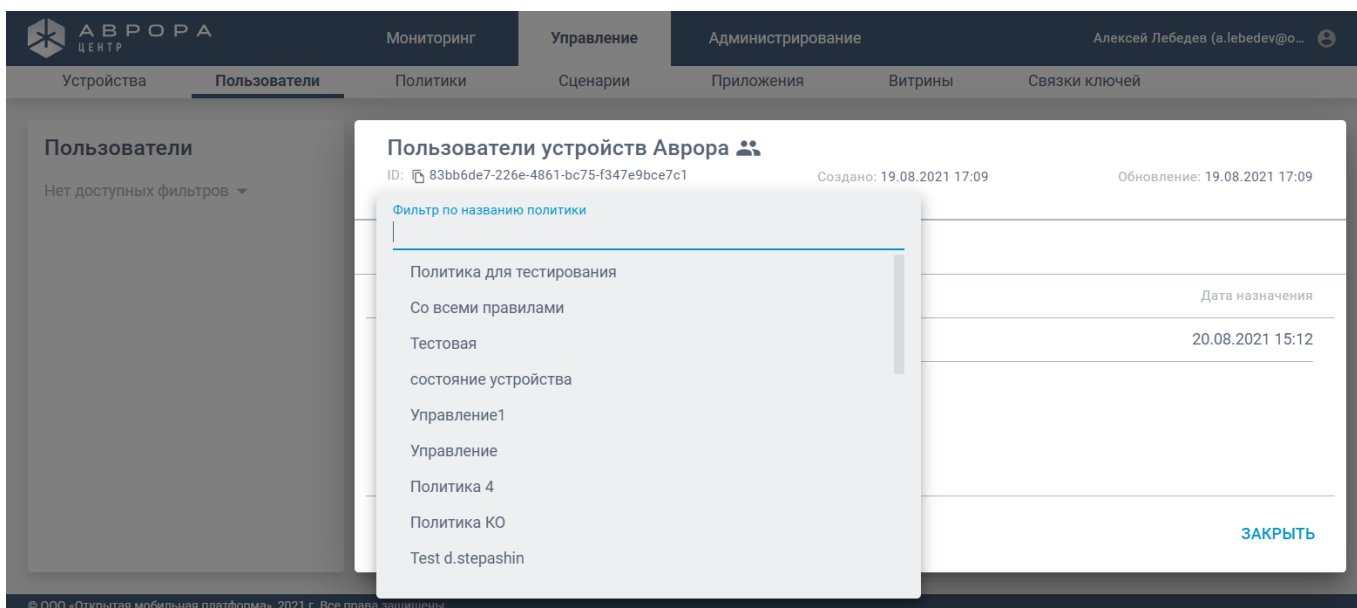 АВРОРА
ЦЕНТР
Мониторинг Управление Администрирование Алексей Лебедев (a.lebedev@o...
Устройства Пользователи Политики Сценарии Приложения Витрины Связки ключей
Пользователи
Нет доступных фильтров
Пользователи устройств Аврора
ID: 83bb6de7-226e-4861-bc75-f347e9bce7c1 Создано: 19.08.2021 17:09 Обновление: 19.08.2021 17:09
Фильтр по названию политики
Политика для тестирования
Со всеми правилами
Тестовая
состояние устройства
Управление1
Управление
Политика 4
Политика КО
Test d.stepashin
Дата назначения
20.08.2021 15:12
ЗАКРЫТЬ
© ООО «Открытая мобильная платформа», 2021 г. Все права защищены